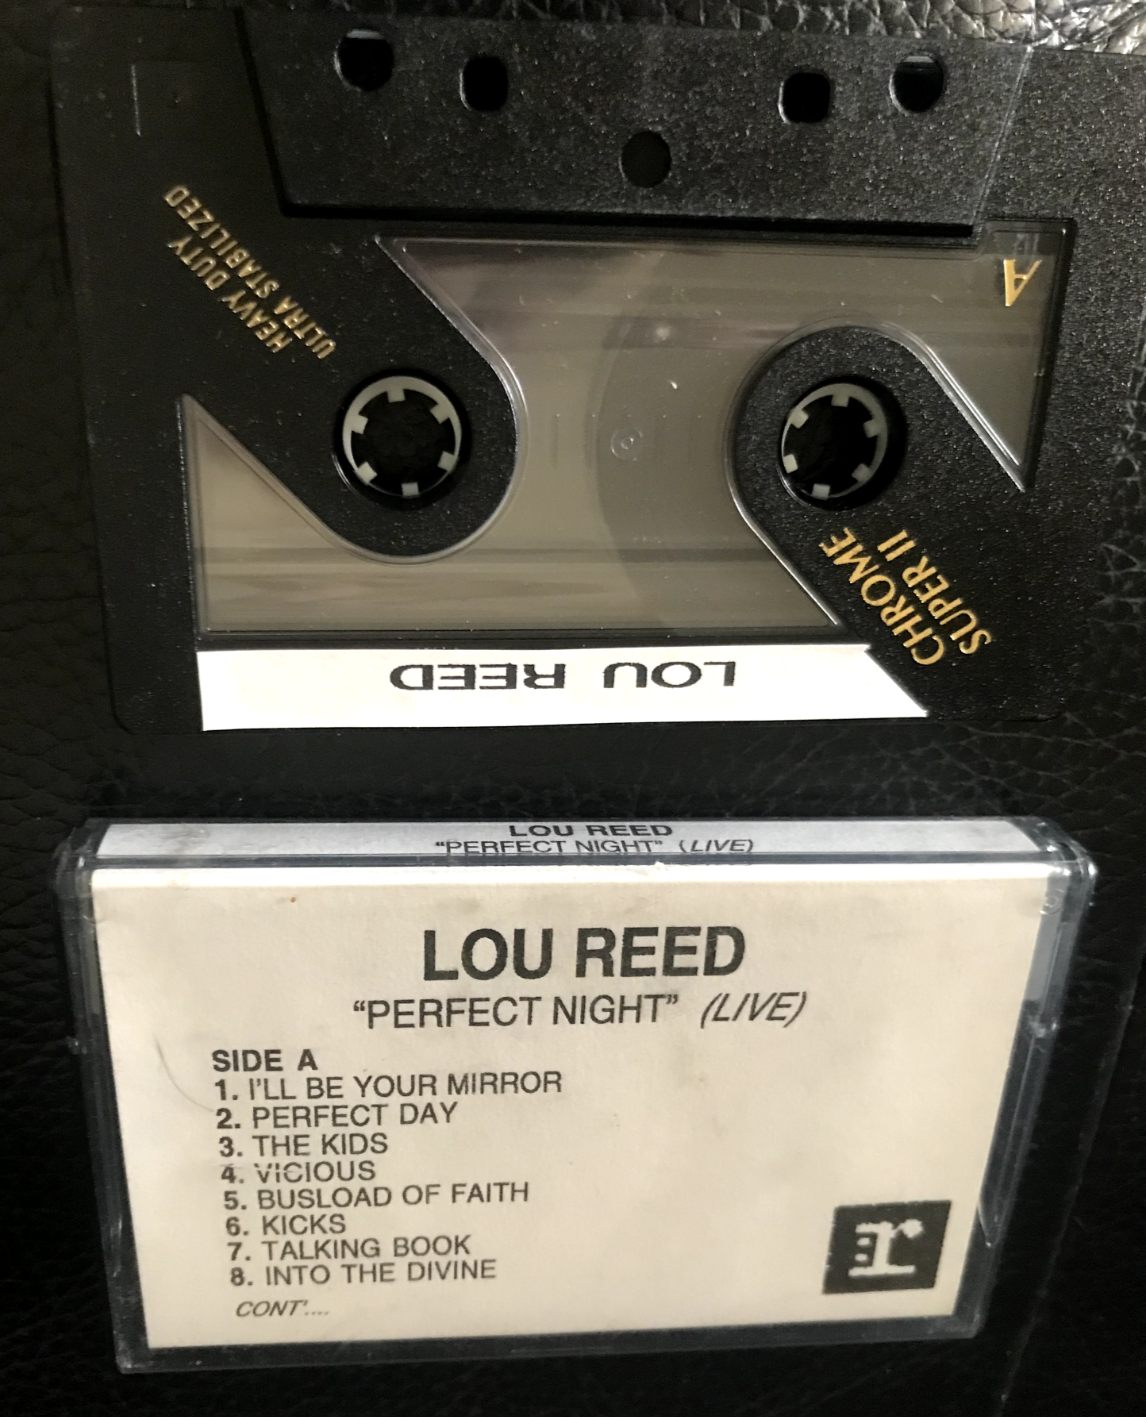 HEAVY DUTY
ULTRA STABILIZED
A
CHROME
SUPER II
LOU REED
LOU REED
"PERFECT NIGHT" (LIVE)
LOU REED
"PERFECT NIGHT" (LIVE)
SIDE A
1. I'LL BE YOUR MIRROR
2. PERFECT DAY
3. THE KIDS
4. VICIOUS
5. BUSLOAD OF FAITH
6. KICKS
7. TALKING BOOK
8. INTO THE DIVINE
CONT'....
r